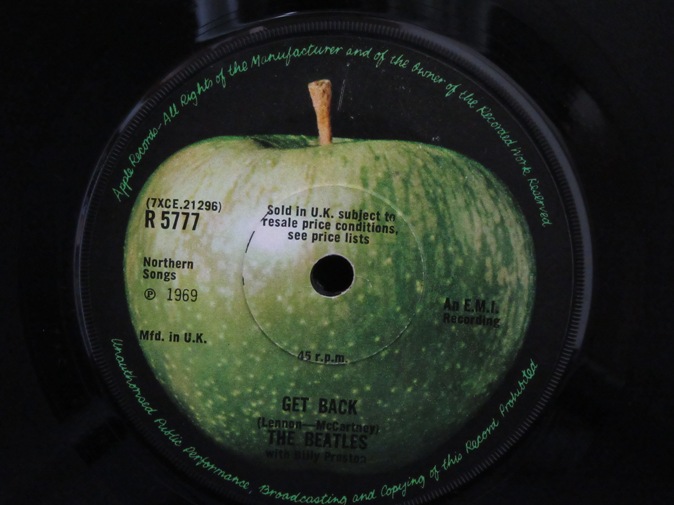 Apple Records-All Rights of the Manufacturer and of the Owner of the Recorded Work Reserved
(7XCE.21296)
R 5777
Sold in U.K. subject to
resale price conditions,
see price lists
Northern
Songs
℗ 1969
An E.M.I.
Recording
Mfd. in U.K.
45 r.p.m.
GET BACK
(Lennon—McCartney)
THE BEATLES
with Billy Preston
Unauthorised Public Performance, Broadcasting and Copying of this Record Prohibited